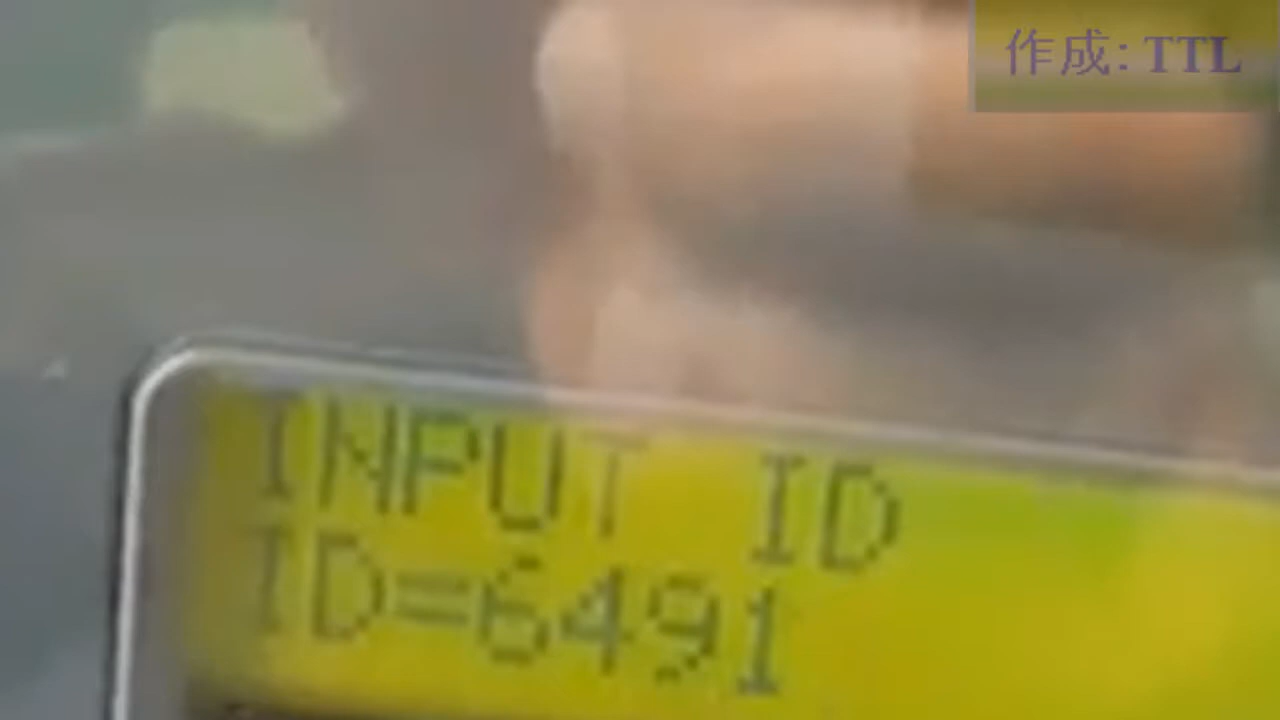 作成: TTL
INPUT ID
ID=6491